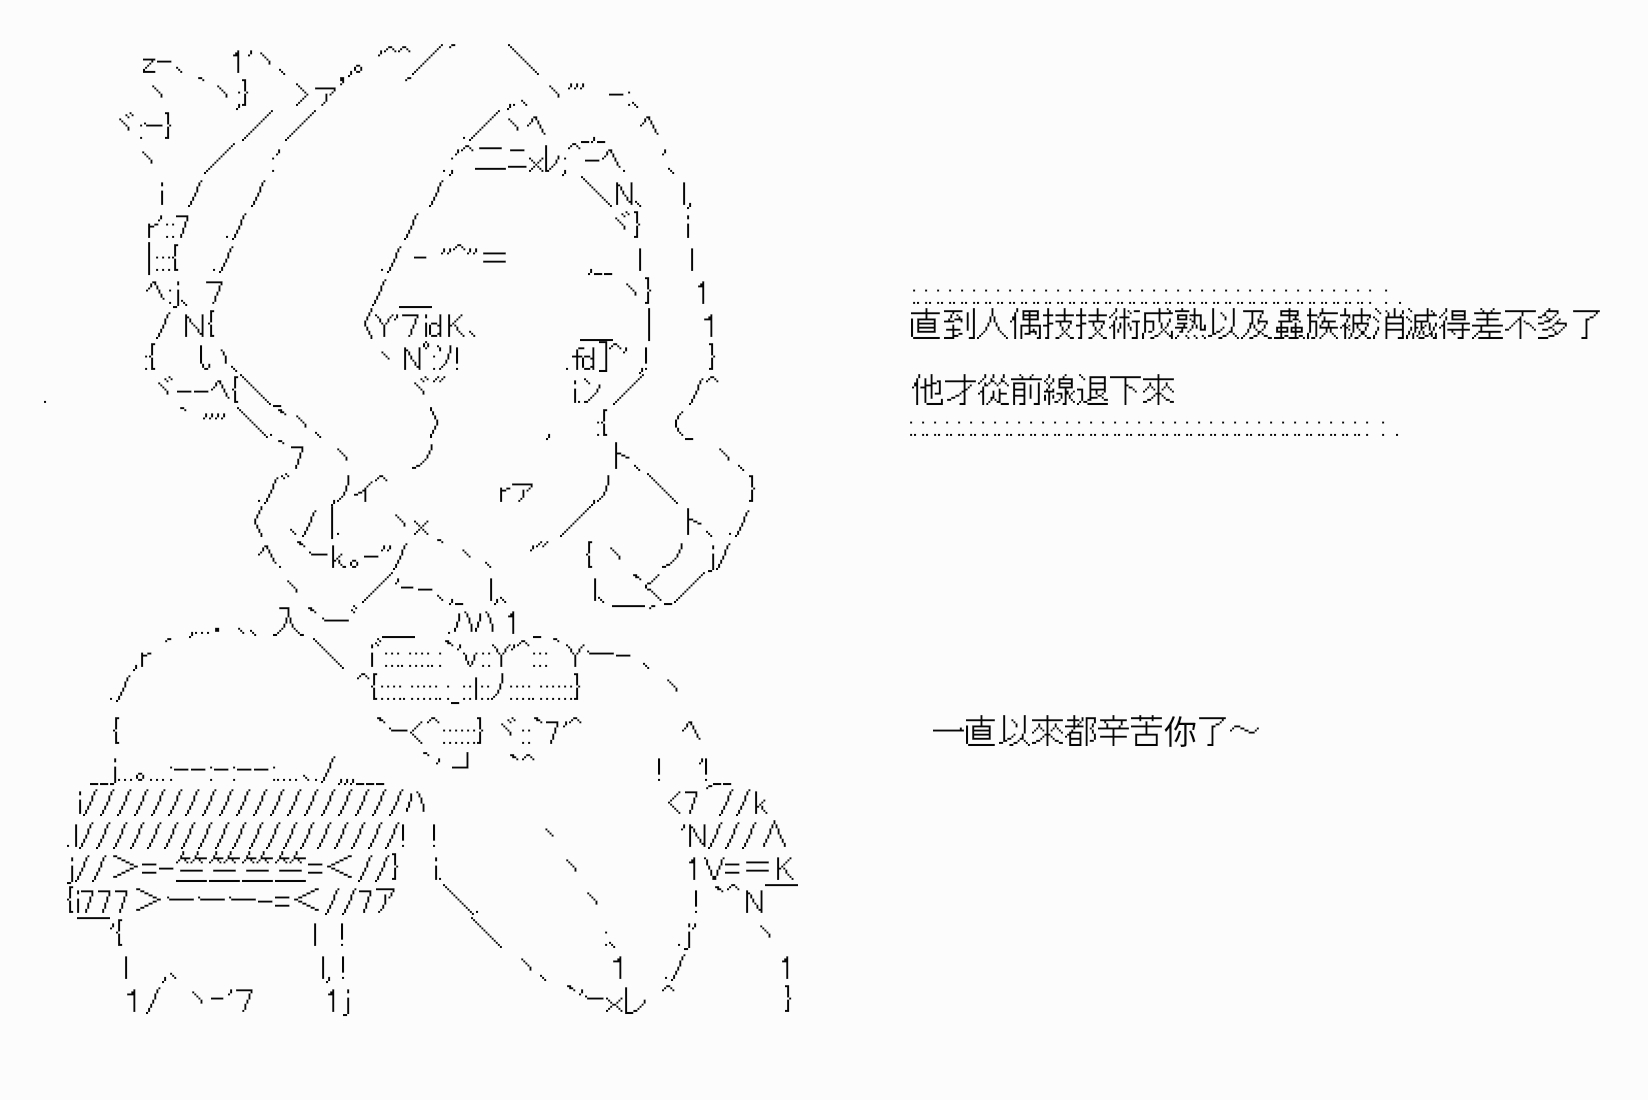 直到人偶技技術成熟以及蟲族被消滅得差不多了
他才從前線退下來
一直以來都辛苦你了～